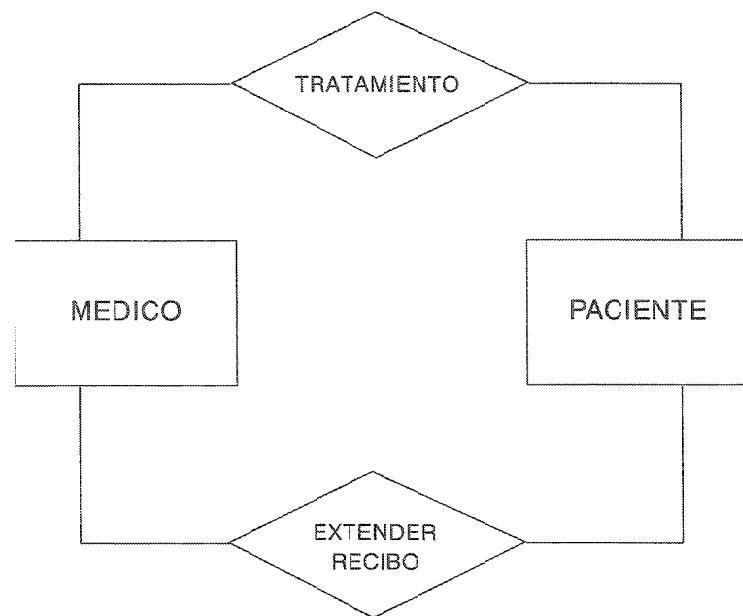 TRATAMIENTO
MEDICO
PACIENTE
EXTENDER
RECIBO